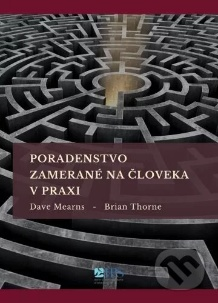 PORADENSTVO
ZAMERANÉ NA ČLOVEKA
V PRAXI
Dave Mearns - Brian Thorne